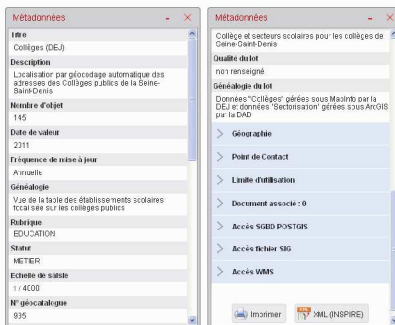 Métadonnées
Titre
Collèges (DEJ)
Description
Localisation par géocodage automatique des
adresses des Collèges publics de la Seine-
Saint-Denis
Nombre d'objet
145
Date de valeur
2011
Fréquence de mise à jour
Annuelle
Généalogie
Vue de la table des établissements scolaires
focalisée sur les collèges publics
Rubrique
EDUCATION
Statut
METIER
Echelle de saisie
1 / 4000
N° géocatalogue
935
Métadonnées
Collège et secteurs scolaires pour les collèges de
Seine-Saint-Denis
Qualité du lot
non renseigné
Généalogie du lot
Données "Collèges" gérées sous MapInfo par la
DEJ et données 'Sectorisation' gérées sous ArcGIS
par la DAD
Géographie
Point de Contact
Limite d'utilisation
Document associé : 0
Accès SGBD POSTGIS
Accès fichier SIG
Accès WMS
Imprimer
XML (INSPIRE)